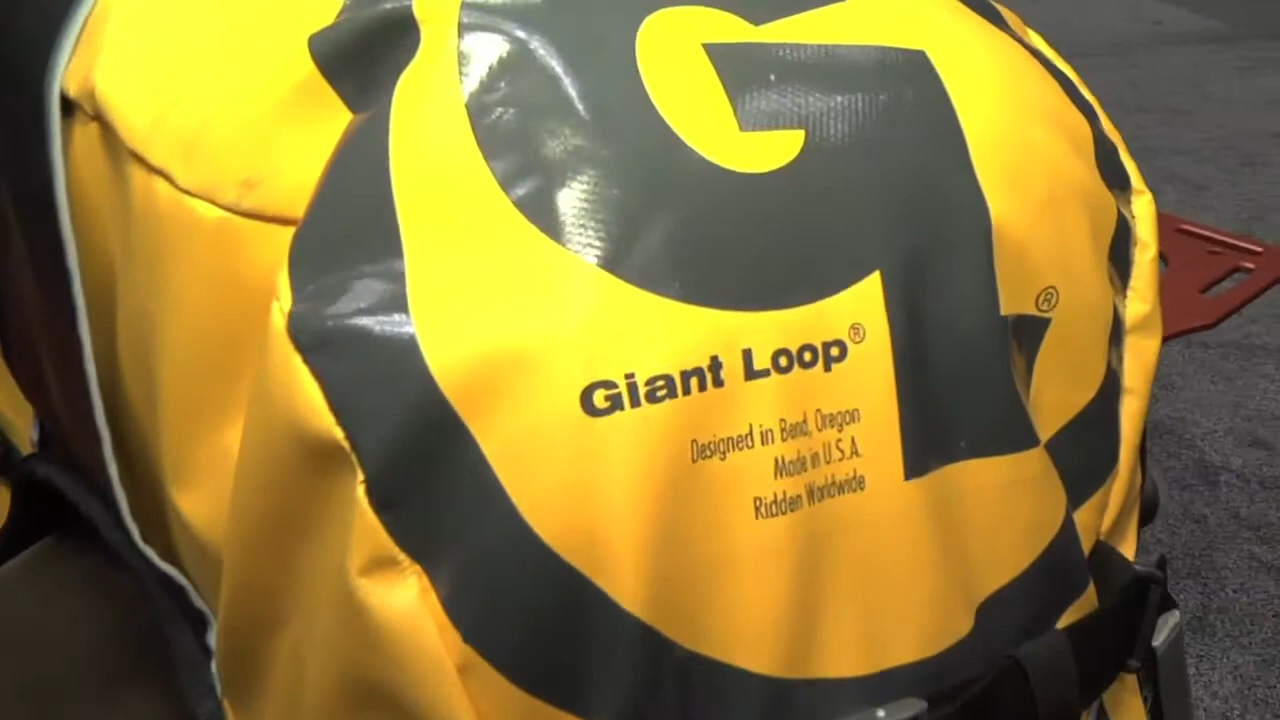 G
®
Giant Loop®
Designed in Bend, Oregon
Made in U.S.A.
Ridden Worldwide